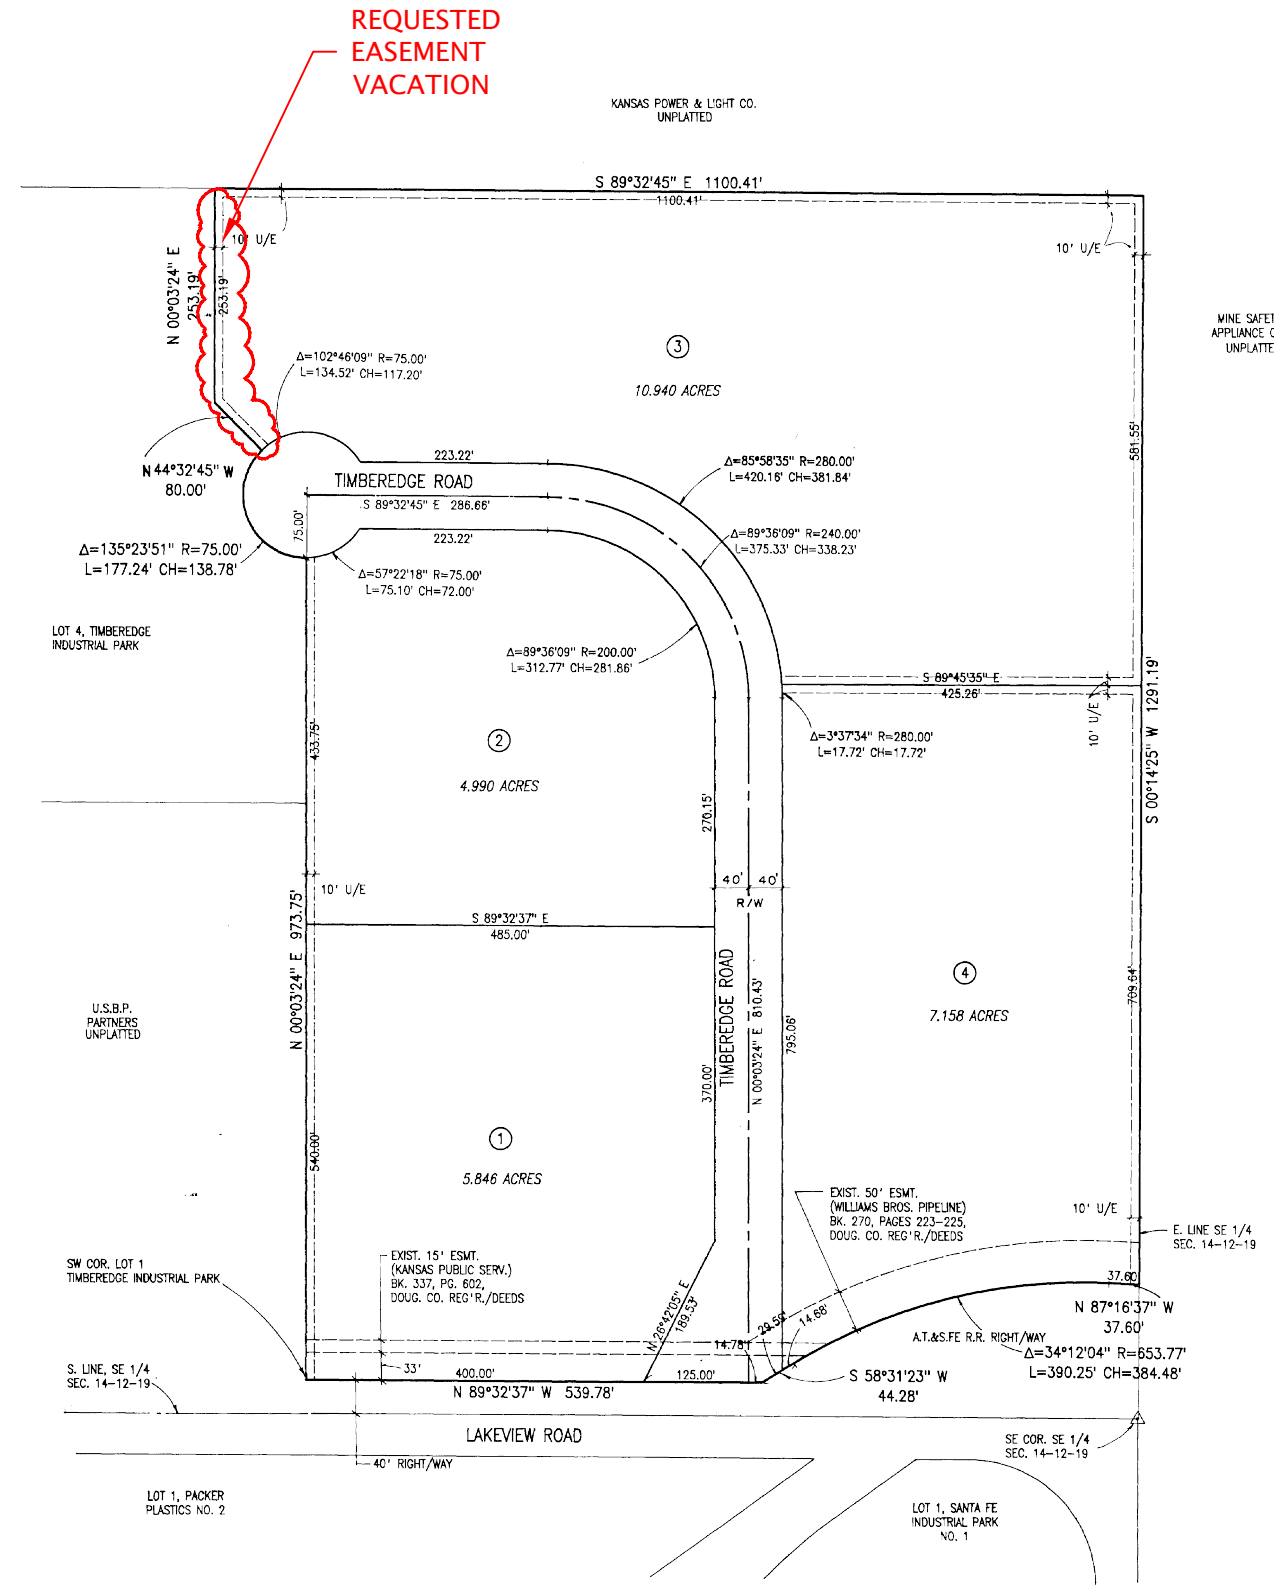 REQUESTED
EASEMENT
VACATION
KANSAS POWER & LIGHT CO.
UNPLATTED
S 89°32'45" E 1100.41'
1100.41'
10' U/E
10' U/E
N 00°03'24" E
253.19'
253.19'
MINE SAFET
APPLIANCE C
UNPLATTE
3
10.940 ACRES
Δ=102°46'09" R=75.00'
L=134.52' CH=117.20'
581.55'
N 44°32'45" W
80.00'
223.22'
TIMBEREDGE ROAD
S 89°32'45" E 286.66'
223.22'
75.00'
Δ=85°58'35" R=280.00'
L=420.16' CH=381.84'
Δ=89°36'09" R=240.00'
L=375.33' CH=338.23'
Δ=135°23'51" R=75.00'
L=177.24' CH=138.78'
Δ=57°22'18" R=75.00'
L=75.10' CH=72.00'
LOT 4, TIMBEREDGE
INDUSTRIAL PARK
Δ=89°36'09" R=200.00'
L=312.77' CH=281.86'
S 89°45'35" E
425.26'
10' U/E
S 00°14'25" W 1291.19'
Δ=3°37'34" R=280.00'
L=17.72' CH=17.72'
433.75'
2
4.990 ACRES
270.15'
40' 40'
R/W
10' U/E
S 89°32'37" E
485.00'
N 00°03'24" E 973.75'
TIMBEREDGE ROAD
N 00°03'24" E 810.43'
795.06'
370.00'
4
7.158 ACRES
709.64'
U.S.B.P.
PARTNERS
UNPLATTED
1
5.846 ACRES
540.00'
EXIST. 50' ESMT.
(WILLIAMS BROS. PIPELINE)
BK. 270, PAGES 223-225,
DOUG. CO. REG'R./DEEDS
10' U/E
E. LINE SE 1/4
SEC. 14-12-19
SW COR. LOT 1
TIMBEREDGE INDUSTRIAL PARK
EXIST. 15' ESMT.
(KANSAS PUBLIC SERV.)
BK. 337, PG. 602,
DOUG. CO. REG'R./DEEDS
N 26°42'05" E
189.53'
37.60'
N 87°16'37" W
37.60'
29.59'
14.68'
14.78'
A.T.&S.FE R.R. RIGHT/WAY
Δ=34°12'04" R=653.77'
L=390.25' CH=384.48'
S. LINE, SE 1/4
SEC. 14-12-19
33'
400.00'
125.00'
N 89°32'37" W 539.78'
S 58°31'23" W
44.28'
LAKEVIEW ROAD
40' RIGHT/WAY
SE COR. SE 1/4
SEC. 14-12-19
LOT 1, PACKER
PLASTICS NO. 2
LOT 1, SANTA FE
INDUSTRIAL PARK
NO. 1